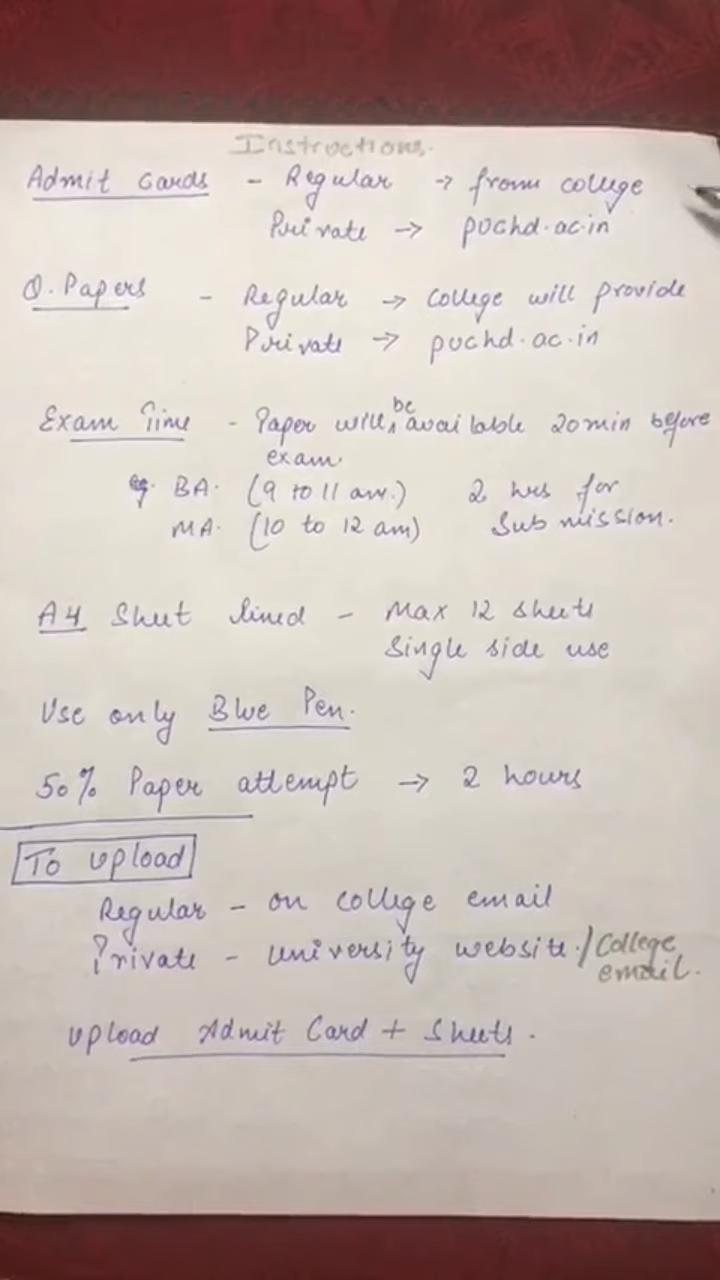 Instructions.
Admit Cards - Regular → from college
Private → puchd.ac.in
Q. Papers - Regular → College will provide
Private → puchd.ac.in
Exam Time - Paper will be available 20 min before
exam.
eg. BA. (9 to 11 am.) 2 hrs for
MA. (10 to 12 am) Submission.
A4 Sheet lined - Max 12 sheets
Single side use
Use only Blue Pen.
50% Paper attempt → 2 hours
To upload
Regular - on college email
Private - university website./College
email.
Upload Admit Card + Sheets.